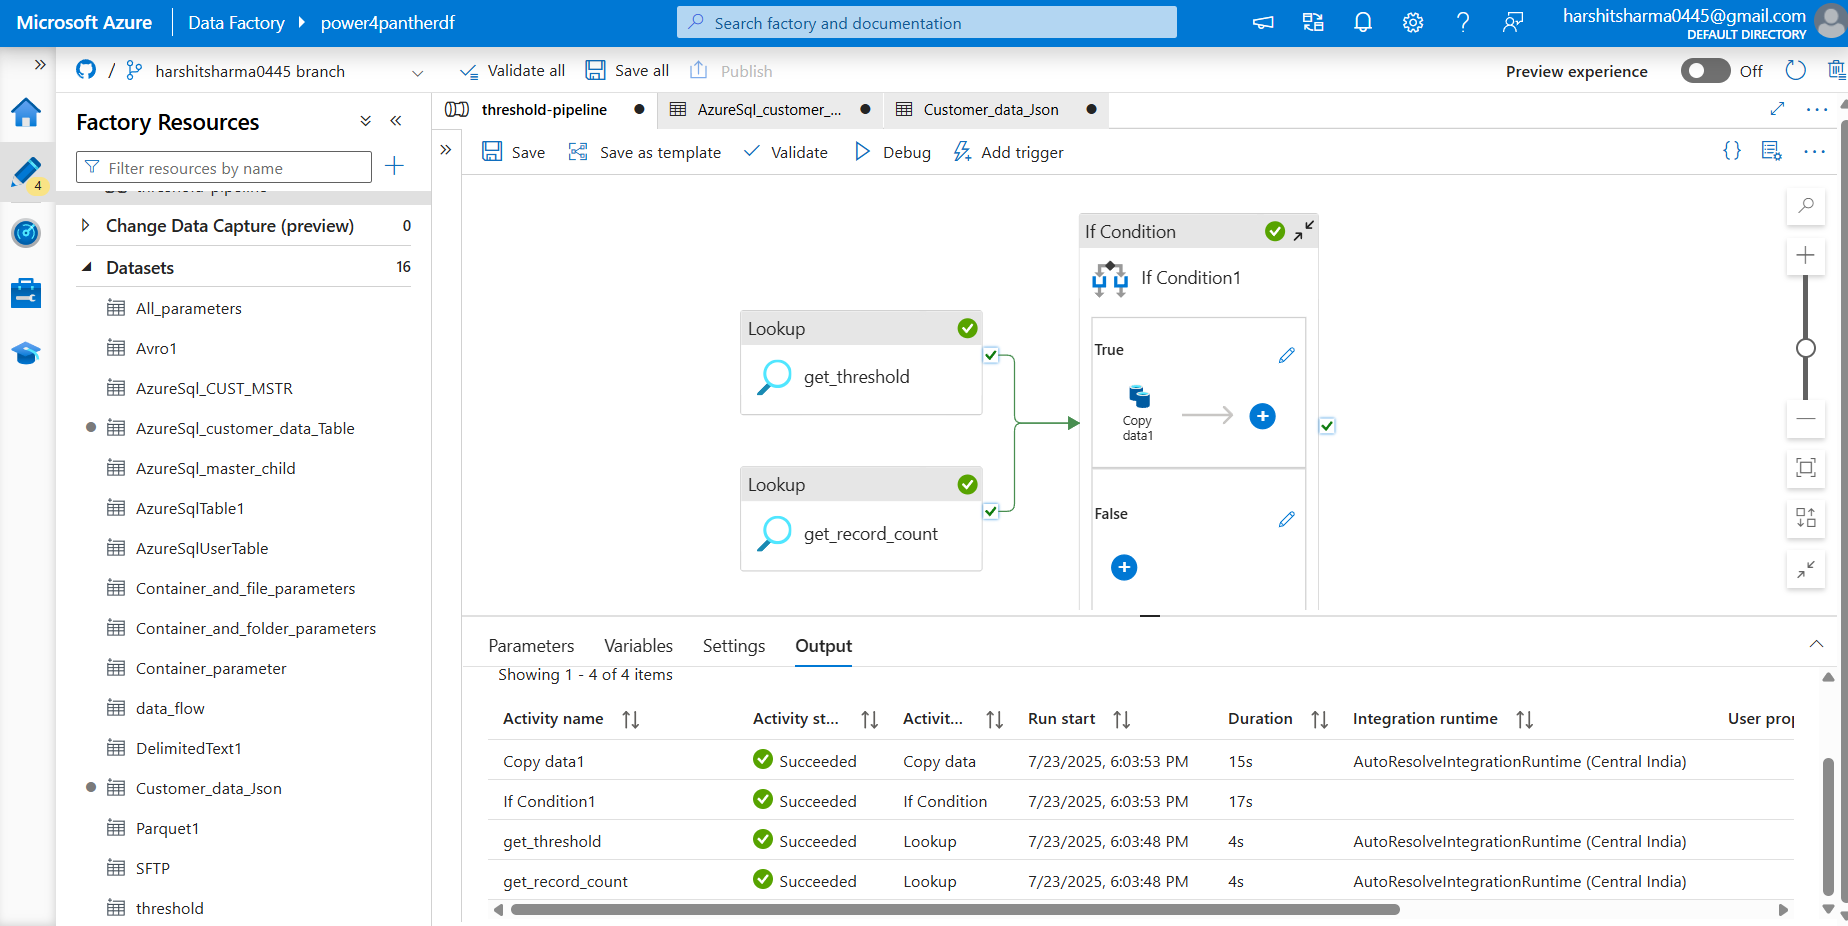 Microsoft Azure Data Factory power4pantherdf Search factory and documentation harshitsharma0445@gmail.com
DEFAULT DIRECTORY
/ harshitsharma0445 branch Validate all Save all Publish Preview experience Off
4
Factory Resources
Filter resources by name
threshold-pipeline
Change Data Capture (preview) 0
Datasets 16
All_parameters
Avro1
AzureSql_CUST_MSTR
AzureSql_customer_data_Table
AzureSql_master_child
AzureSqlTable1
AzureSqlUserTable
Container_and_file_parameters
Container_and_folder_parameters
Container_parameter
data_flow
DelimitedText1
Customer_data_Json
Parquet1
SFTP
threshold
threshold-pipeline AzureSql_customer_... Customer_data_Json
Save Save as template Validate Debug Add trigger
Lookup
get_threshold
Lookup
get_record_count
If Condition
If Condition1
True
Copy
data1
False
Parameters Variables Settings Output
Showing 1 - 4 of 4 items
Activity name Activity st... Activit... Run start Duration Integration runtime User prop
Copy data1 Succeeded Copy data 7/23/2025, 6:03:53 PM 15s AutoResolveIntegrationRuntime (Central India)
If Condition1 Succeeded If Condition 7/23/2025, 6:03:53 PM 17s
get_threshold Succeeded Lookup 7/23/2025, 6:03:48 PM 4s AutoResolveIntegrationRuntime (Central India)
get_record_count Succeeded Lookup 7/23/2025, 6:03:48 PM 4s AutoResolveIntegrationRuntime (Central India)